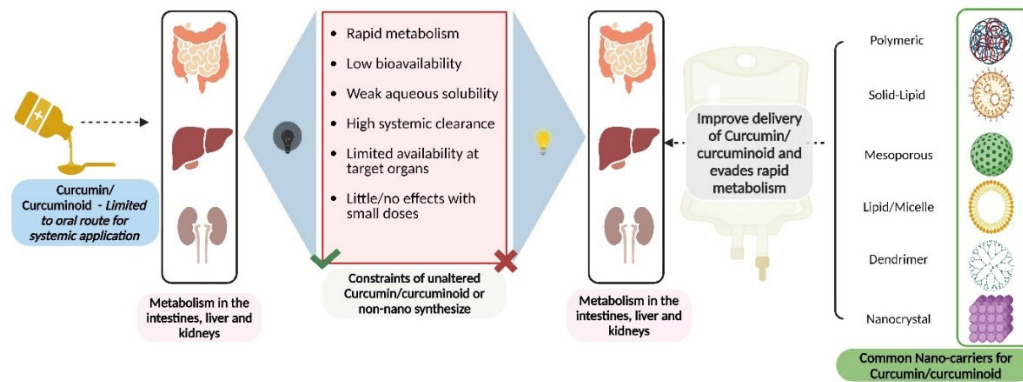 Curcumin/
Curcuminoid - Limited
to oral route for
systemic application
Metabolism in the
intestines, liver and
kidneys
• Rapid metabolism
• Low bioavailability
• Weak aqueous solubility
• High systemic clearance
• Limited availability at
target organs
• Little/no effects with
small doses
Constraints of unaltered
Curcumin/curcuminoid or
non-nano synthesize
Metabolism in the
intestines, liver and
kidneys
Improve delivery
of Curcumin/
curcuminoid and
evades rapid
metabolism
Polymeric
Solid-Lipid
Mesoporous
Lipid/Micelle
Dendrimer
Nanocrystal
Common Nano-carriers for
Curcumin/curcuminoid